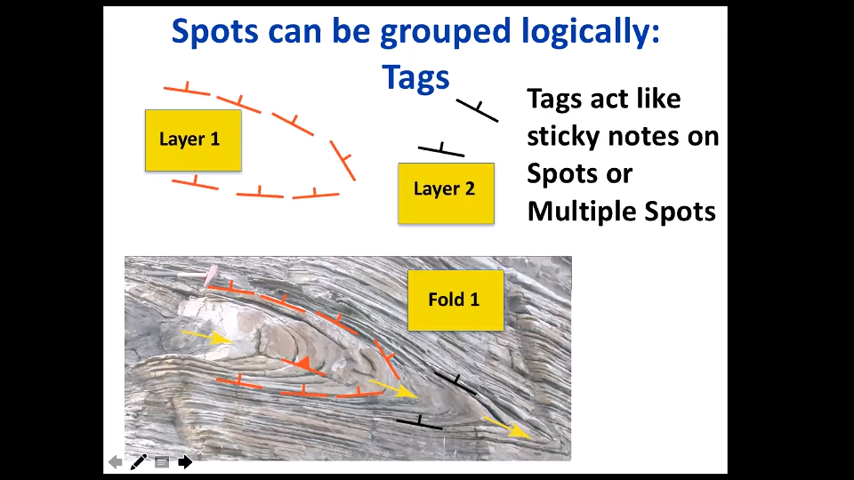 Spots can be grouped logically:
Tags
Tags act like
sticky notes on
Spots or
Multiple Spots
Layer 1
Layer 2
Fold 1